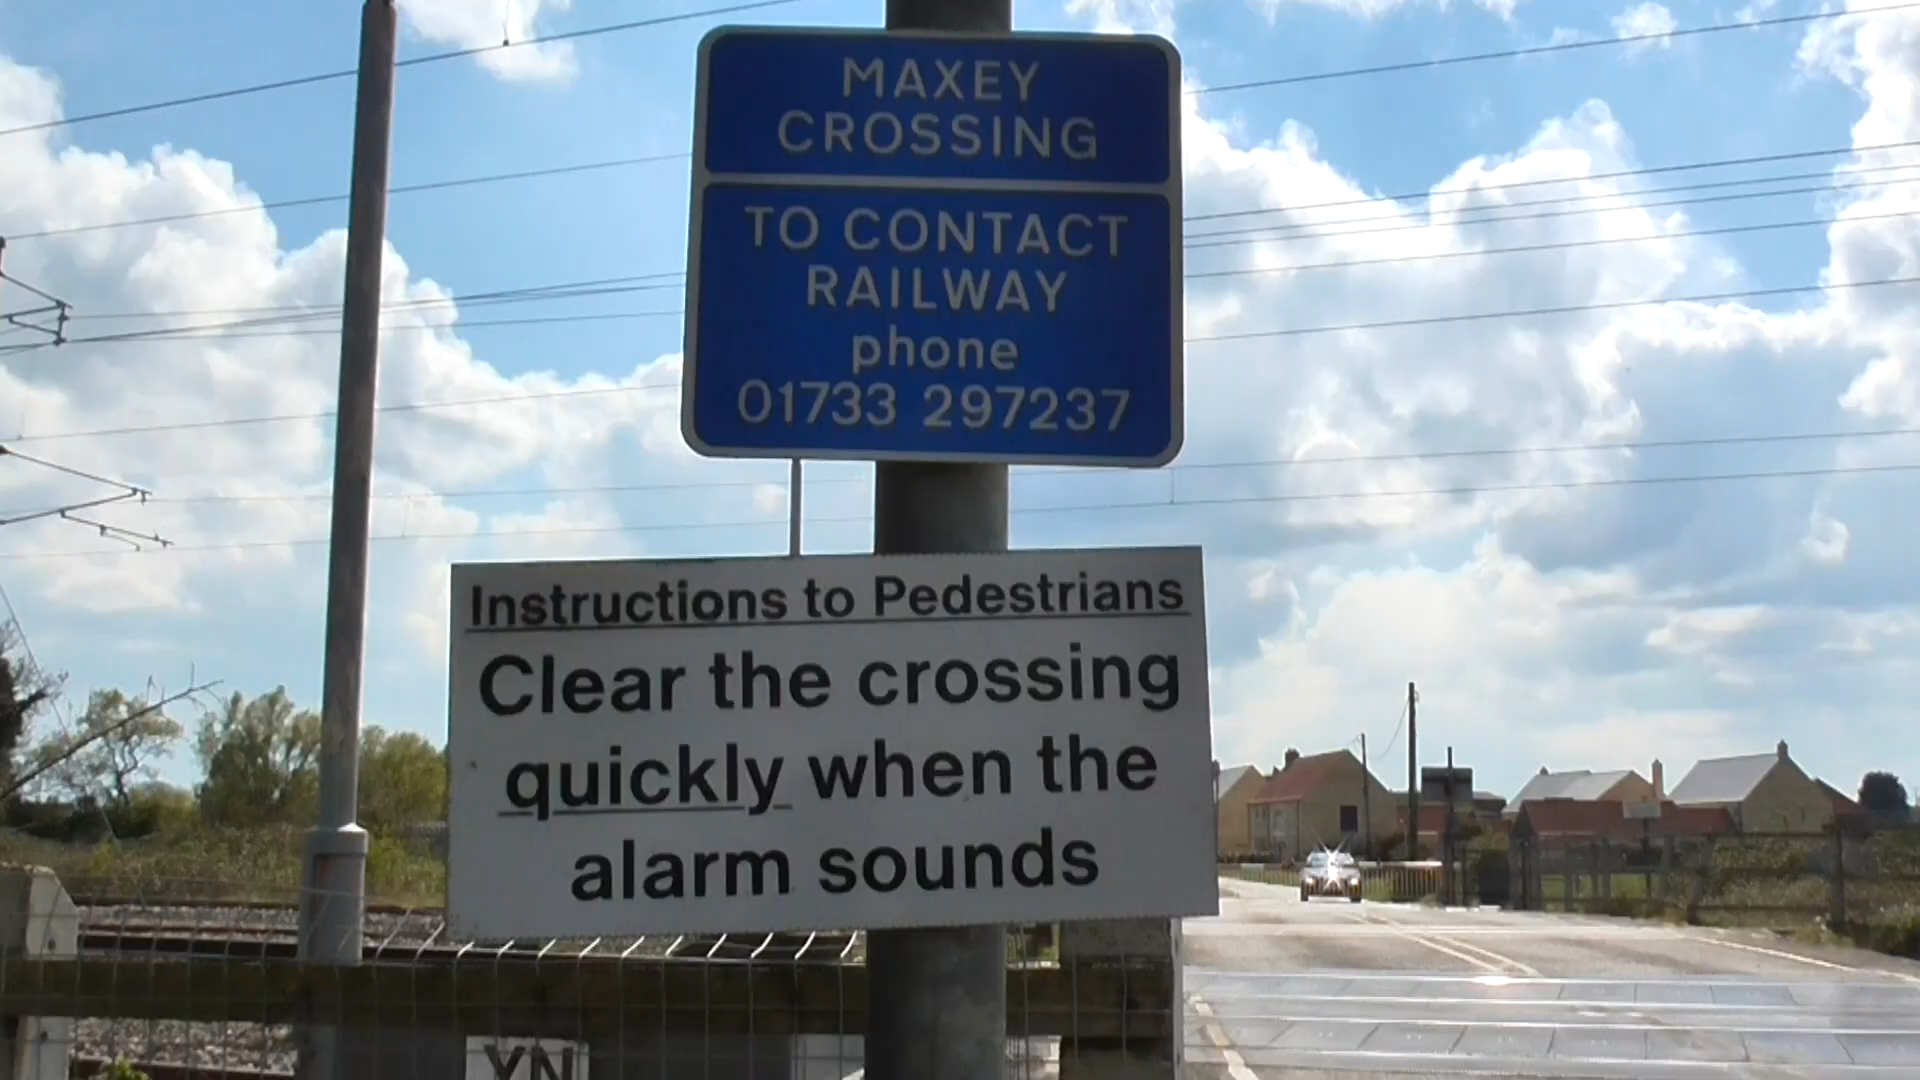 MAXEY
CROSSING
TO CONTACT
RAILWAY
phone
01733 297237
Instructions to Pedestrians
Clear the crossing
quickly when the
alarm sounds
YN